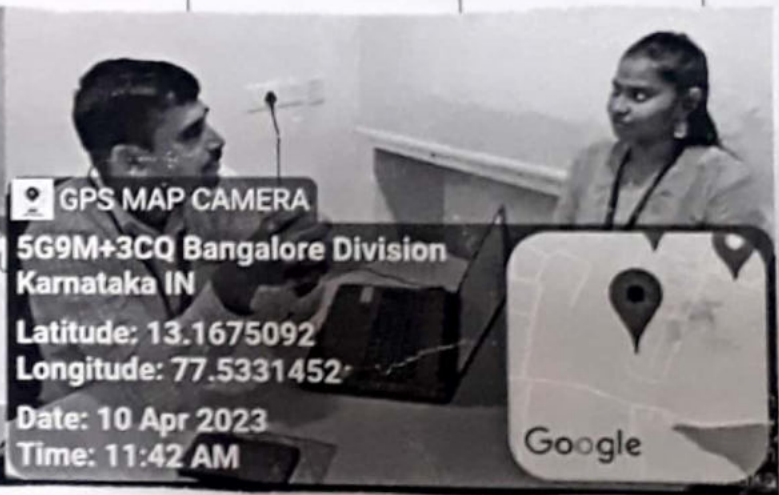 GPS MAP CAMERA
5G9M+3CQ Bangalore Division
Karnataka IN
Latitude: 13.1675092
Longitude: 77.5331452
Date: 10 Apr 2023
Time: 11:42 AM
Google